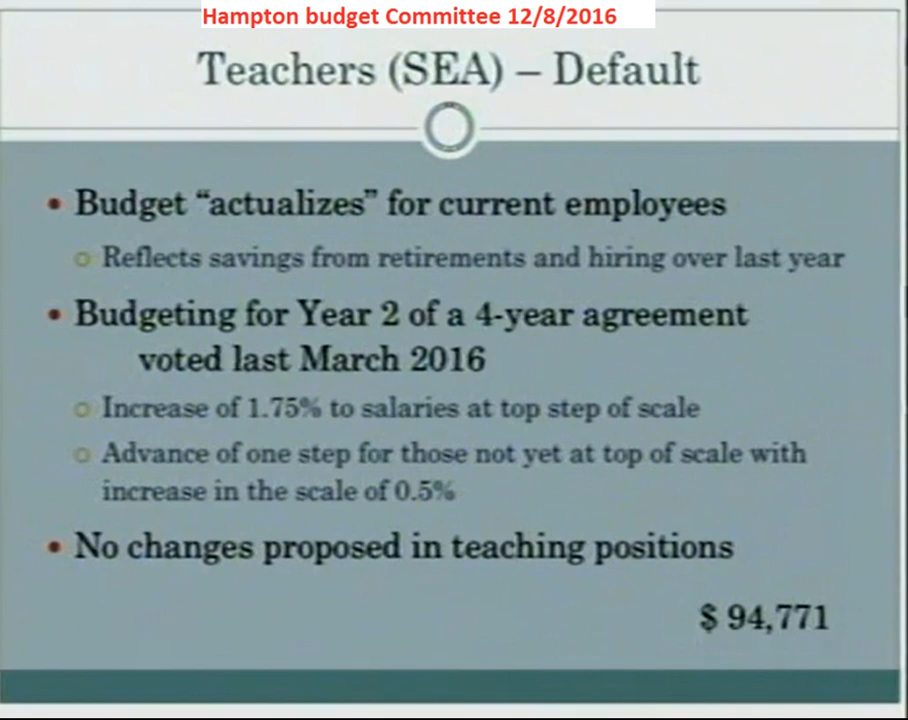 Hampton budget Committee 12/8/2016
Teachers (SEA) – Default
• Budget “actualizes” for current employees
o Reflects savings from retirements and hiring over last year
• Budgeting for Year 2 of a 4-year agreement
voted last March 2016
o Increase of 1.75% to salaries at top step of scale
o Advance of one step for those not yet at top of scale with
increase in the scale of 0.5%
• No changes proposed in teaching positions
$ 94,771